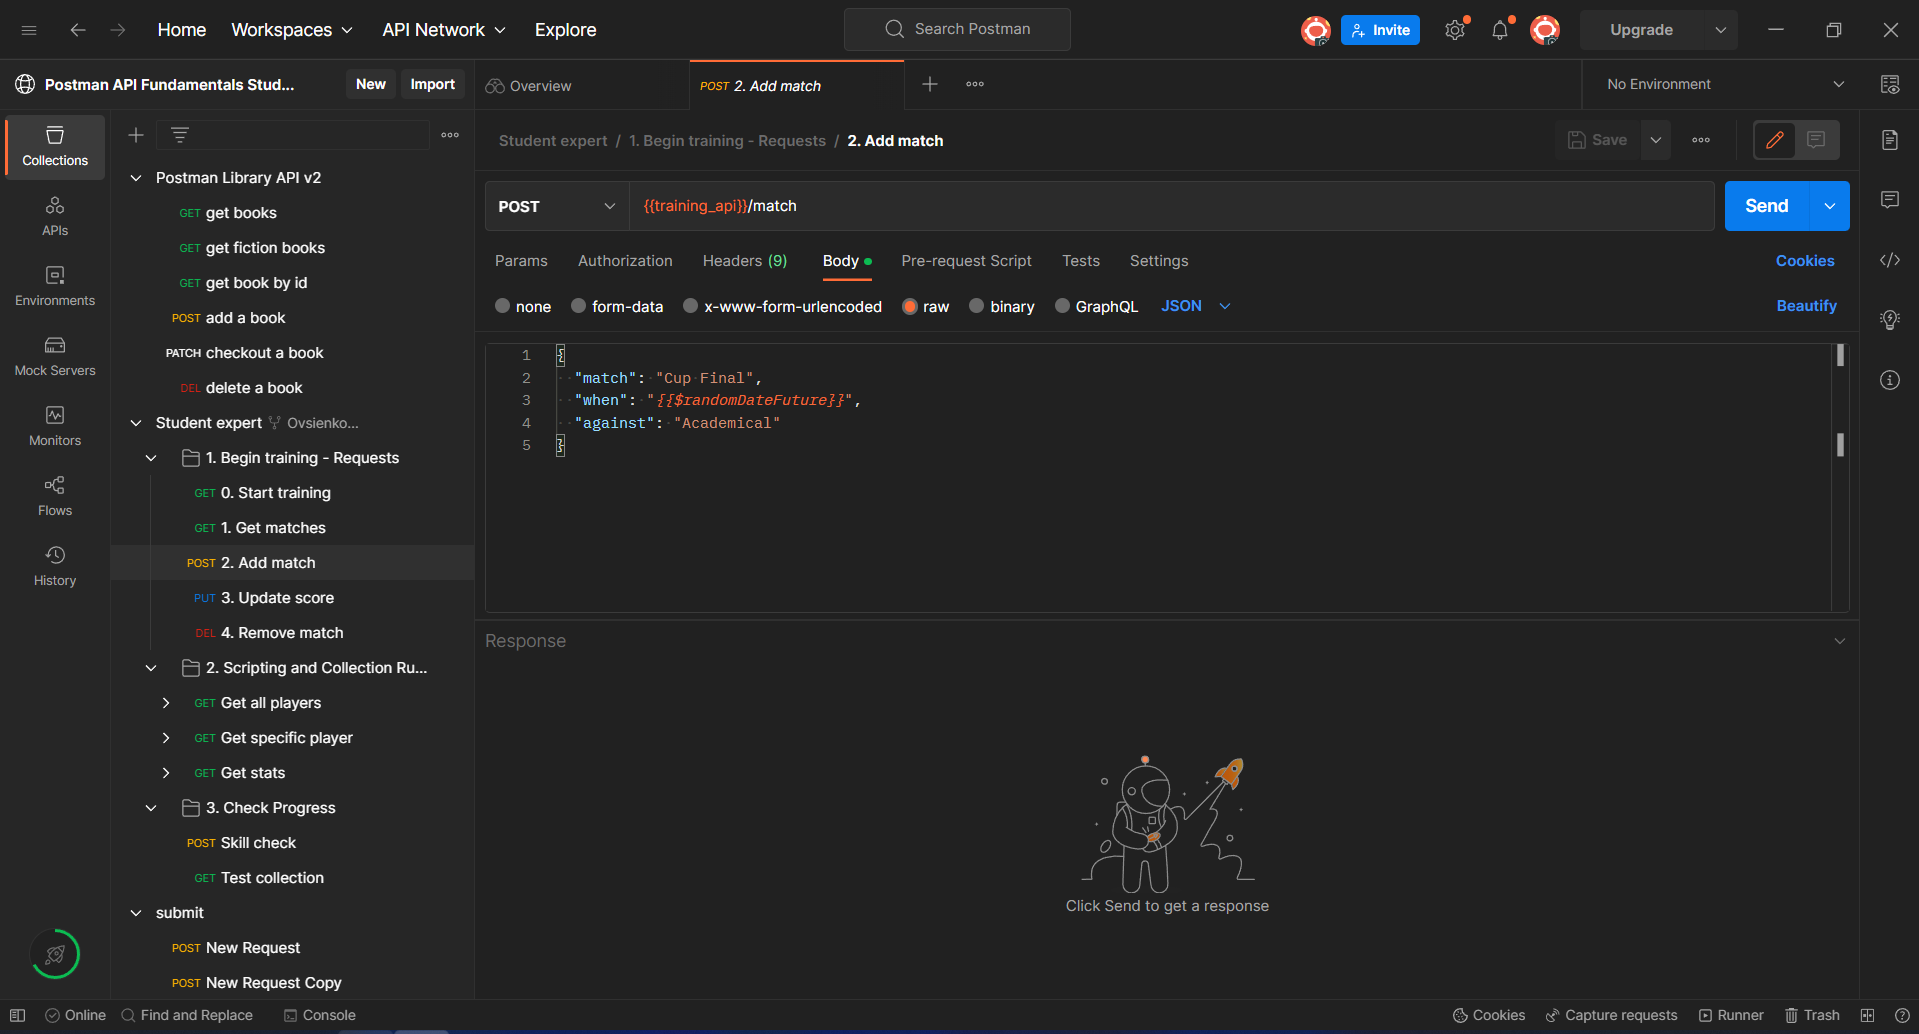 Home Workspaces API Network Explore
Search Postman
Invite
Upgrade
Postman API Fundamentals Stud...
New Import
Overview
POST 2. Add match
No Environment
Collections
APIs
Environments
Mock Servers
Monitors
Flows
History
Postman Library API v2
GET get books
GET get fiction books
GET get book by id
POST add a book
PATCH checkout a book
DEL delete a book
Student expert Ovsienko...
1. Begin training - Requests
GET 0. Start training
GET 1. Get matches
POST 2. Add match
PUT 3. Update score
DEL 4. Remove match
2. Scripting and Collection Ru...
GET Get all players
GET Get specific player
GET Get stats
3. Check Progress
POST Skill check
GET Test collection
submit
POST New Request
POST New Request Copy
Student expert / 1. Begin training - Requests / 2. Add match
Save
POST {{training_api}}/match
Send
Params Authorization Headers (9) Body Pre-request Script Tests Settings Cookies
none form-data x-www-form-urlencoded raw binary GraphQL JSON Beautify
1 {
2 "match": "Cup Final",
3 "when": "{{$randomDateFuture}}",
4 "against": "Academical"
5 }
Response
Click Send to get a response
Online Find and Replace Console Cookies Capture requests Runner Trash